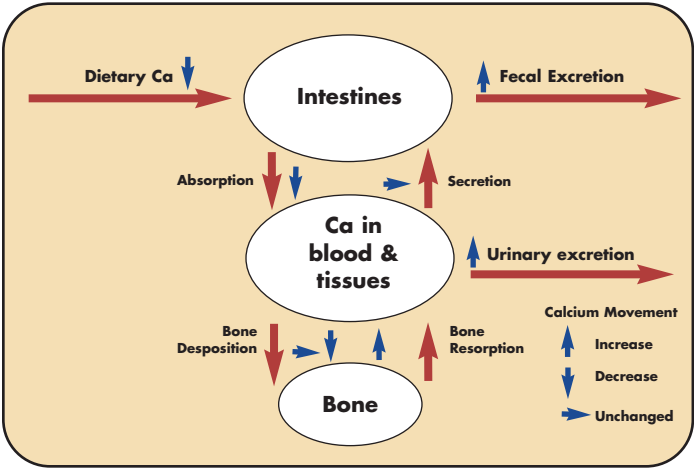 Dietary Ca
Intestines
Fecal Excretion
Absorption
Secretion
Ca in
blood &
tissues
Urinary excretion
Bone
Desposition
Bone
Resorption
Bone
Calcium Movement
Increase
Decrease
Unchanged